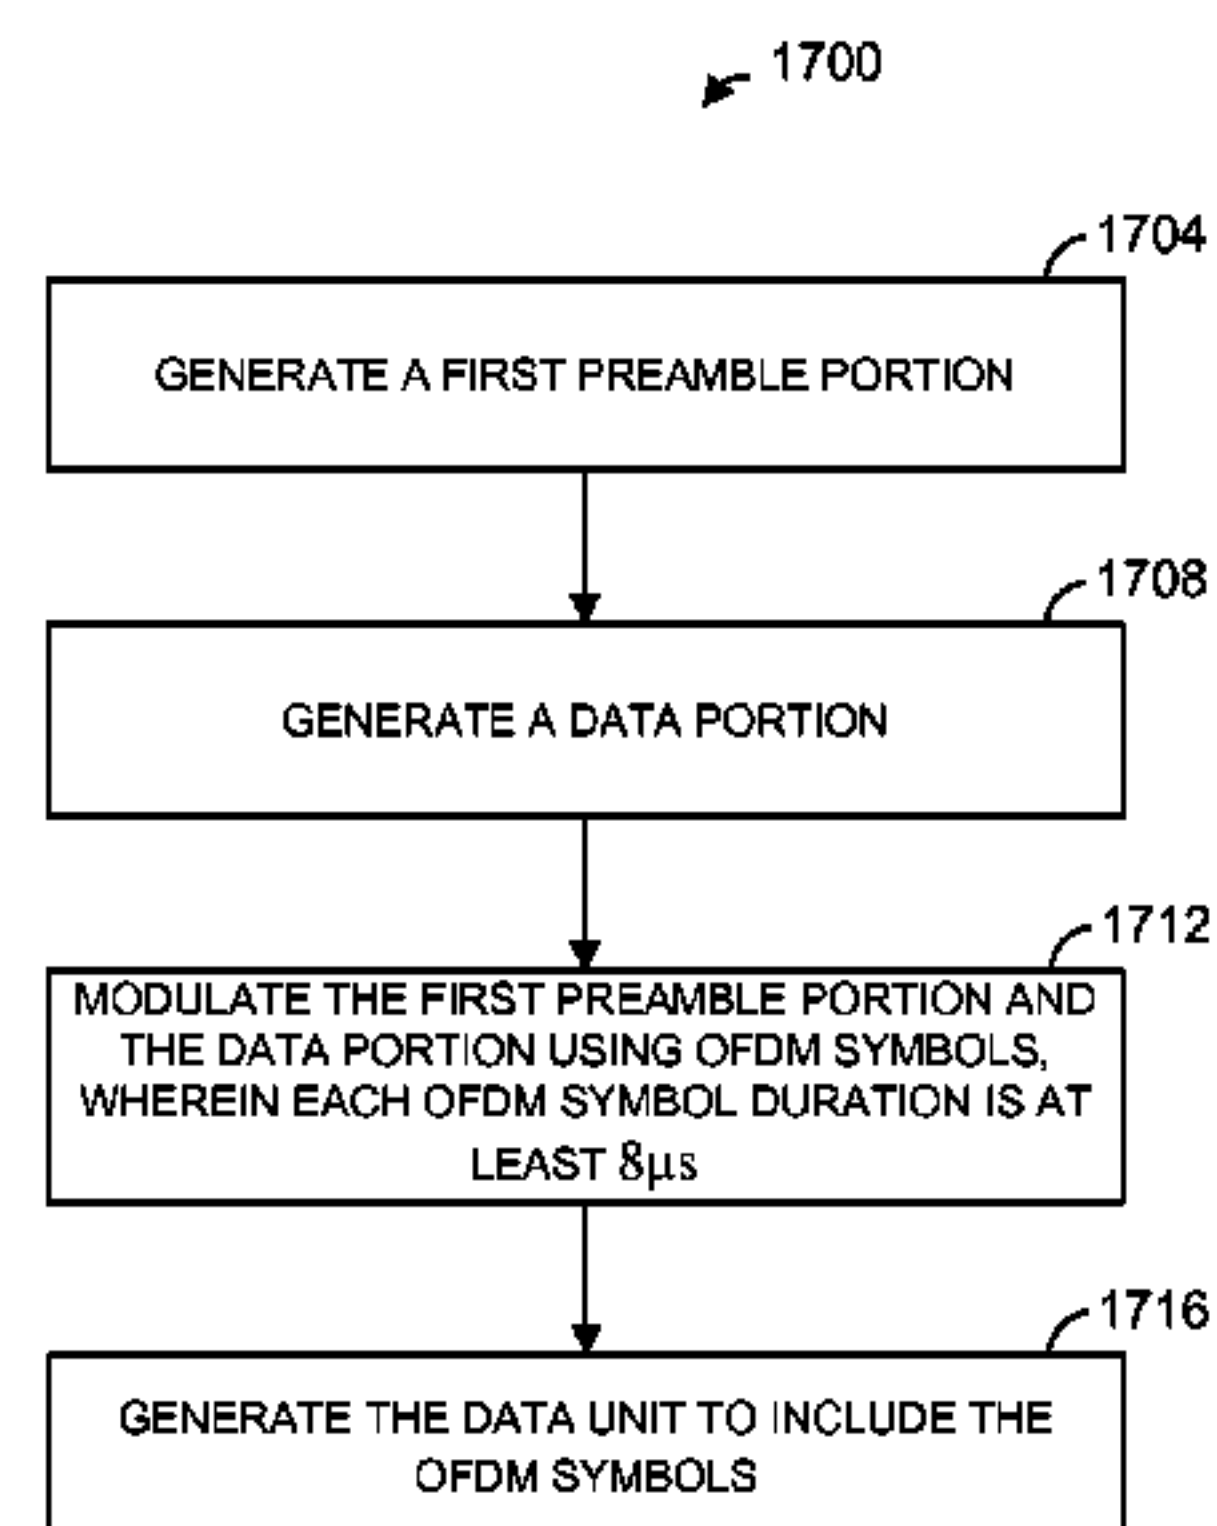 1700
1704
GENERATE A FIRST PREAMBLE PORTION
1708
GENERATE A DATA PORTION
1712
MODULATE THE FIRST PREAMBLE PORTION AND
THE DATA PORTION USING OFDM SYMBOLS,
WHEREIN EACH OFDM SYMBOL DURATION IS AT
LEAST 8μs
1716
GENERATE THE DATA UNIT TO INCLUDE THE
OFDM SYMBOLS